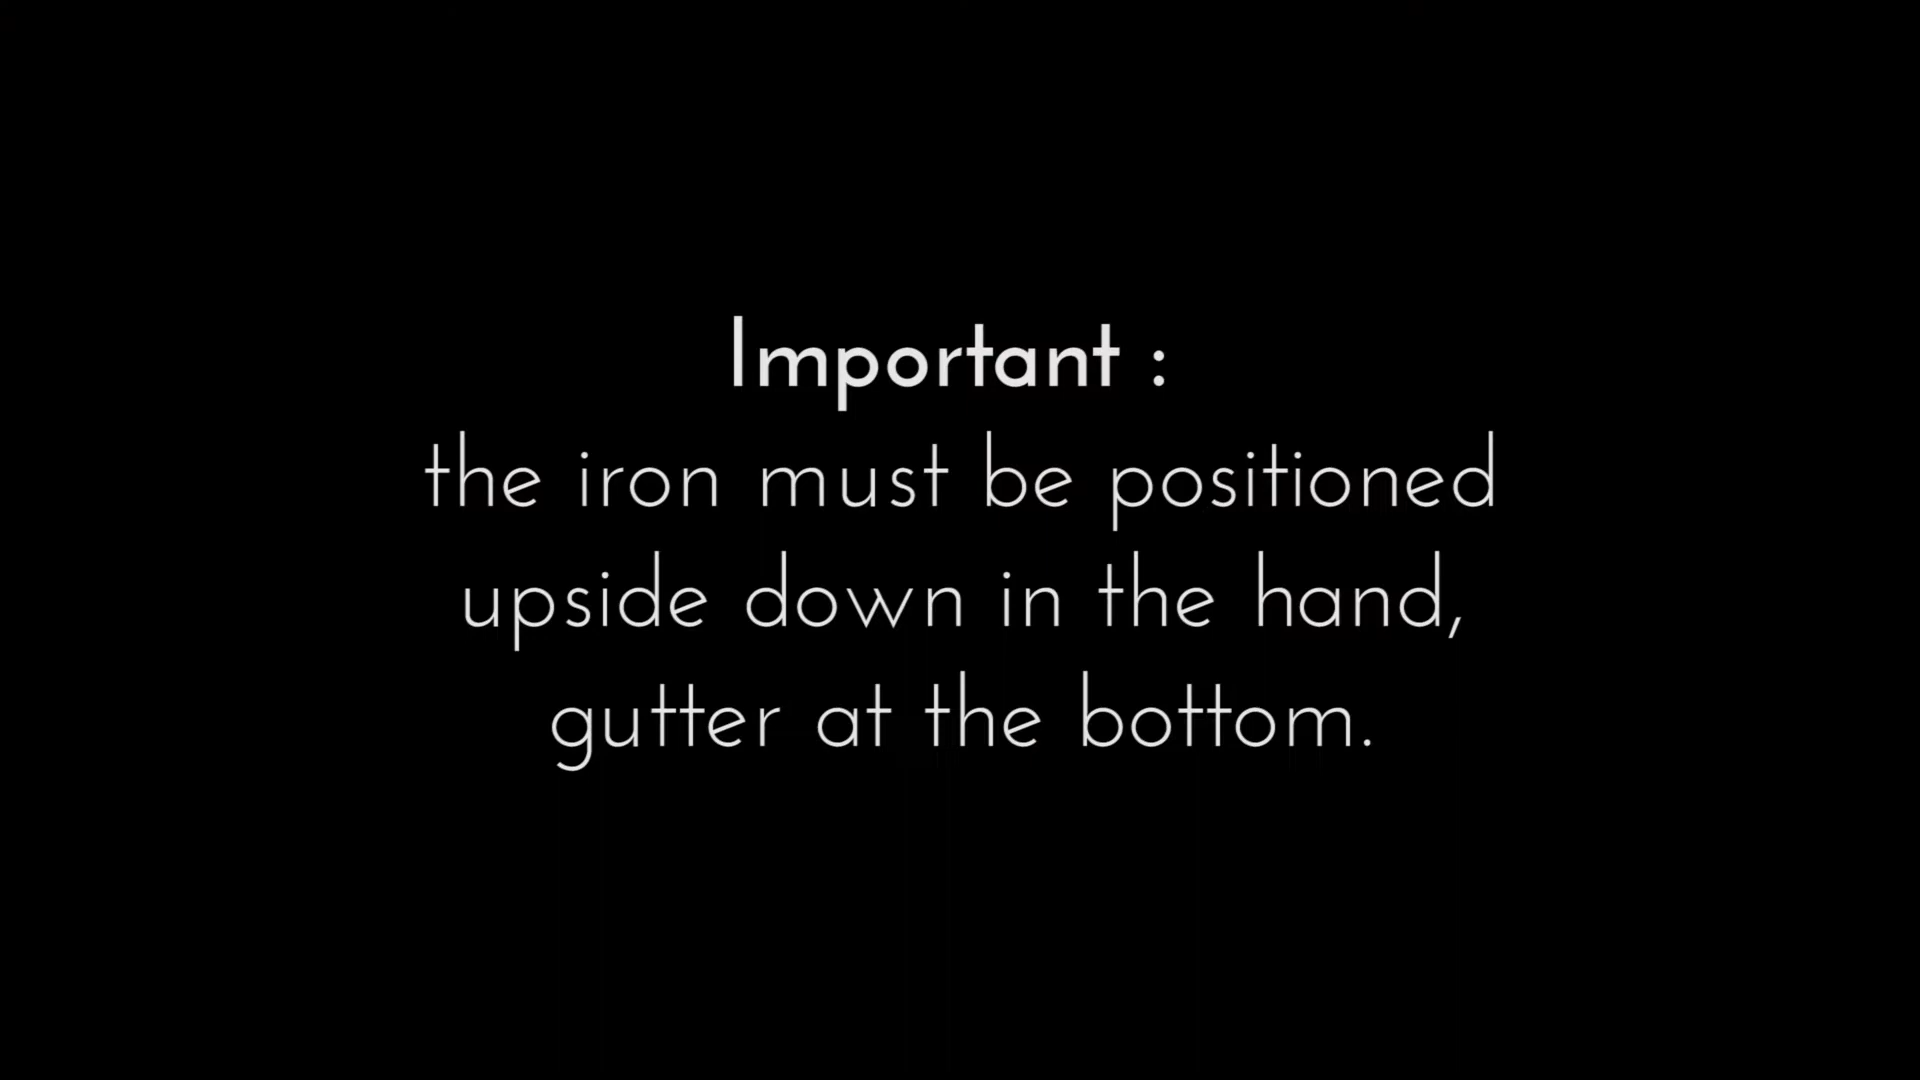 Important :
the iron must be positioned
upside down in the hand,
gutter at the bottom.